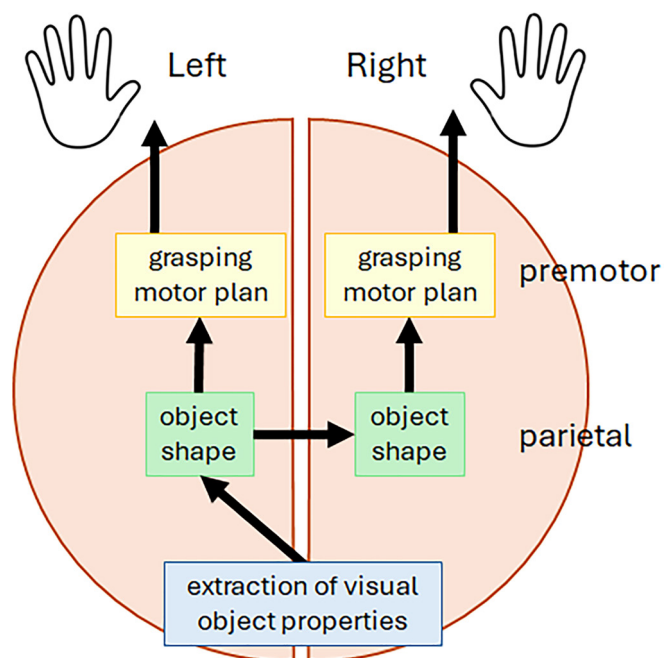 Left
Right
grasping
motor plan
grasping
motor plan
premotor
object
shape
object
shape
parietal
extraction of visual
object properties